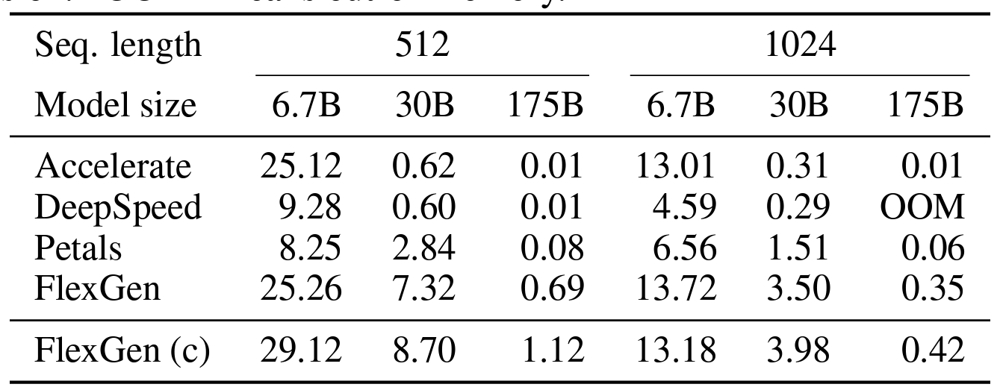 Seq. length 512 1024
Model size 6.7B 30B 175B 6.7B 30B 175B
Accelerate 25.12 0.62 0.01 13.01 0.31 0.01
DeepSpeed 9.28 0.60 0.01 4.59 0.29 OOM
Petals 8.25 2.84 0.08 6.56 1.51 0.06
FlexGen 25.26 7.32 0.69 13.72 3.50 0.35
FlexGen (c) 29.12 8.70 1.12 13.18 3.98 0.42